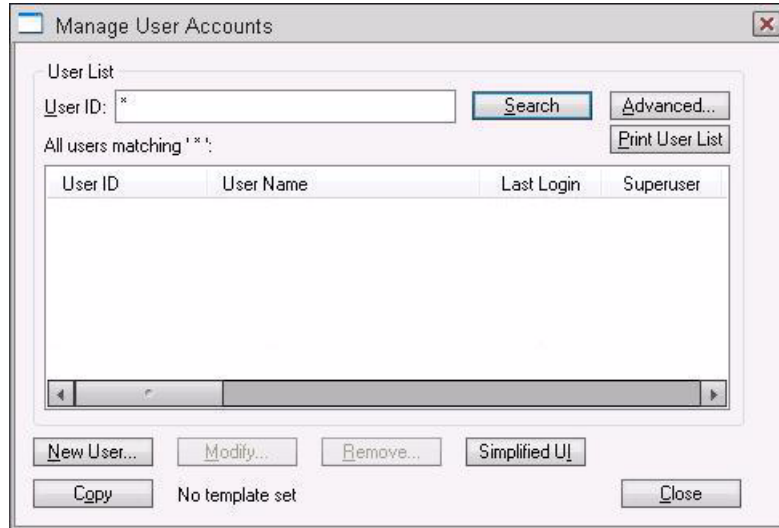 Manage User Accounts
User List
User ID: * Search Advanced...
All users matching ' * ': Print User List
User ID User Name Last Login Superuser
New User... Modify... Remove... Simplified UI
Copy No template set Close